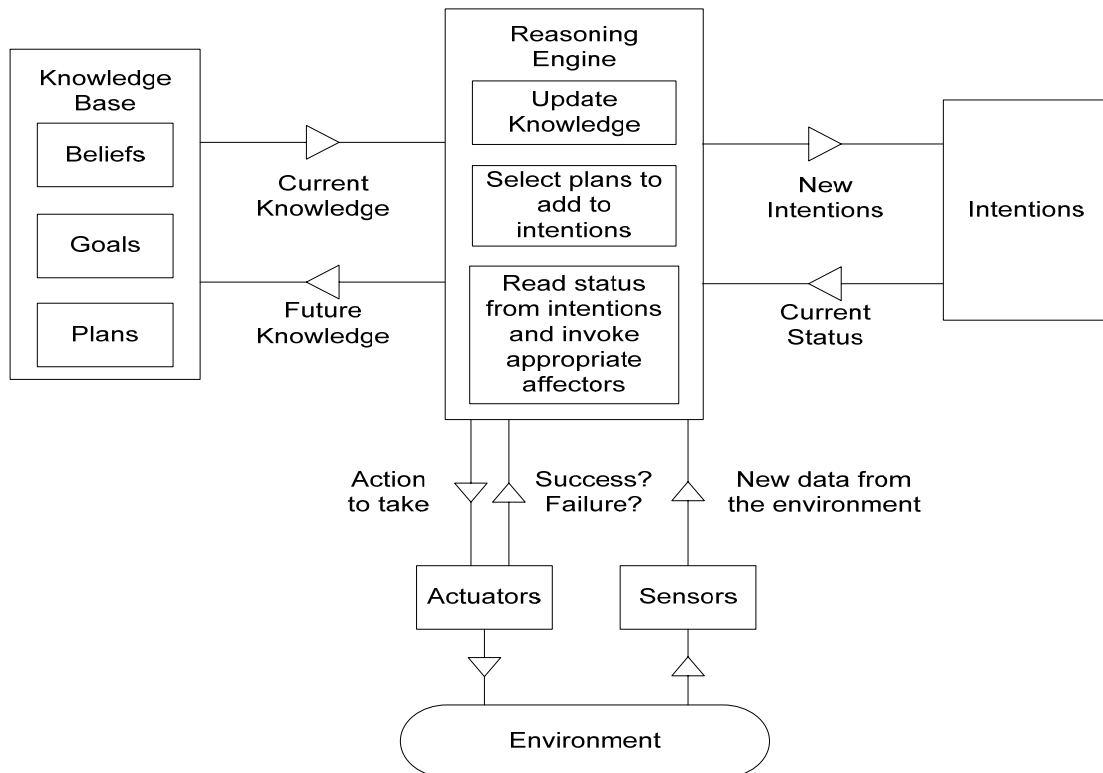 Knowledge
Base
Beliefs
Goals
Plans
Current
Knowledge
Future
Knowledge
Reasoning
Engine
Update
Knowledge
Select plans to
add to
intentions
Read status
from intentions
and invoke
appropriate
affectors
New
Intentions
Current
Status
Intentions
Action
to take
Success?
Failure?
New data from
the environment
Actuators
Sensors
Environment